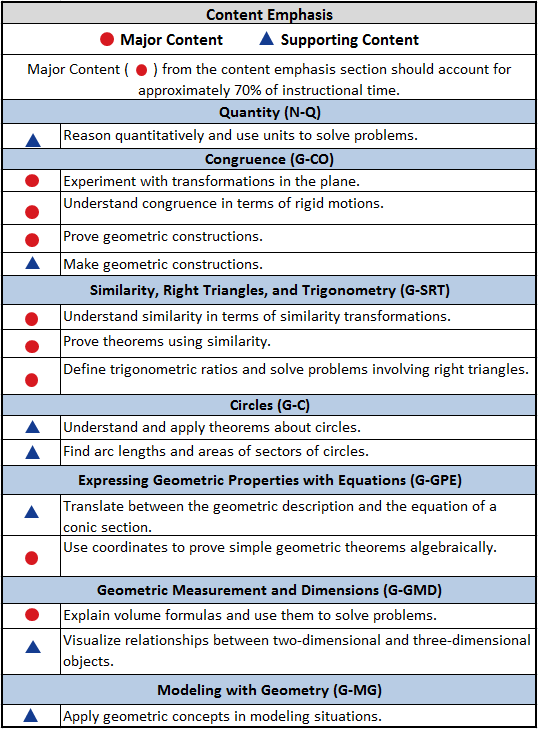 Content Emphasis
Major Content Supporting Content
Major Content ( ) from the content emphasis section should account for
approximately 70% of instructional time.
Quantity (N-Q)
Reason quantitatively and use units to solve problems.
Congruence (G-CO)
Experiment with transformations in the plane.
Understand congruence in terms of rigid motions.
Prove geometric constructions.
Make geometric constructions.
Similarity, Right Triangles, and Trigonometry (G-SRT)
Understand similarity in terms of similarity transformations.
Prove theorems using similarity.
Define trigonometric ratios and solve problems involving right triangles.
Circles (G-C)
Understand and apply theorems about circles.
Find arc lengths and areas of sectors of circles.
Expressing Geometric Properties with Equations (G-GPE)
Translate between the geometric description and the equation of a
conic section.
Use coordinates to prove simple geometric theorems algebraically.
Geometric Measurement and Dimensions (G-GMD)
Explain volume formulas and use them to solve problems.
Visualize relationships between two-dimensional and three-dimensional
objects.
Modeling with Geometry (G-MG)
Apply geometric concepts in modeling situations.